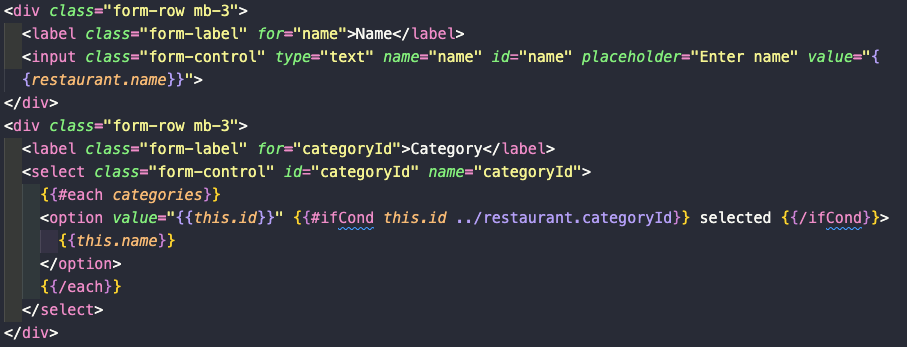 <div class="form-row mb-3">
<label class="form-label" for="name">Name</label>
<input class="form-control" type="text" name="name" id="name" placeholder="Enter name" value="{
{restaurant.name}}">
</div>
<div class="form-row mb-3">
<label class="form-label" for="categoryId">Category</label>
<select class="form-control" id="categoryId" name="categoryId">
{{#each categories}}
<option value="{{this.id}}" {{#ifCond this.id ../restaurant.categoryId}} selected {{/ifCond}}>
{{this.name}}
</option>
{{/each}}
</select>
</div>